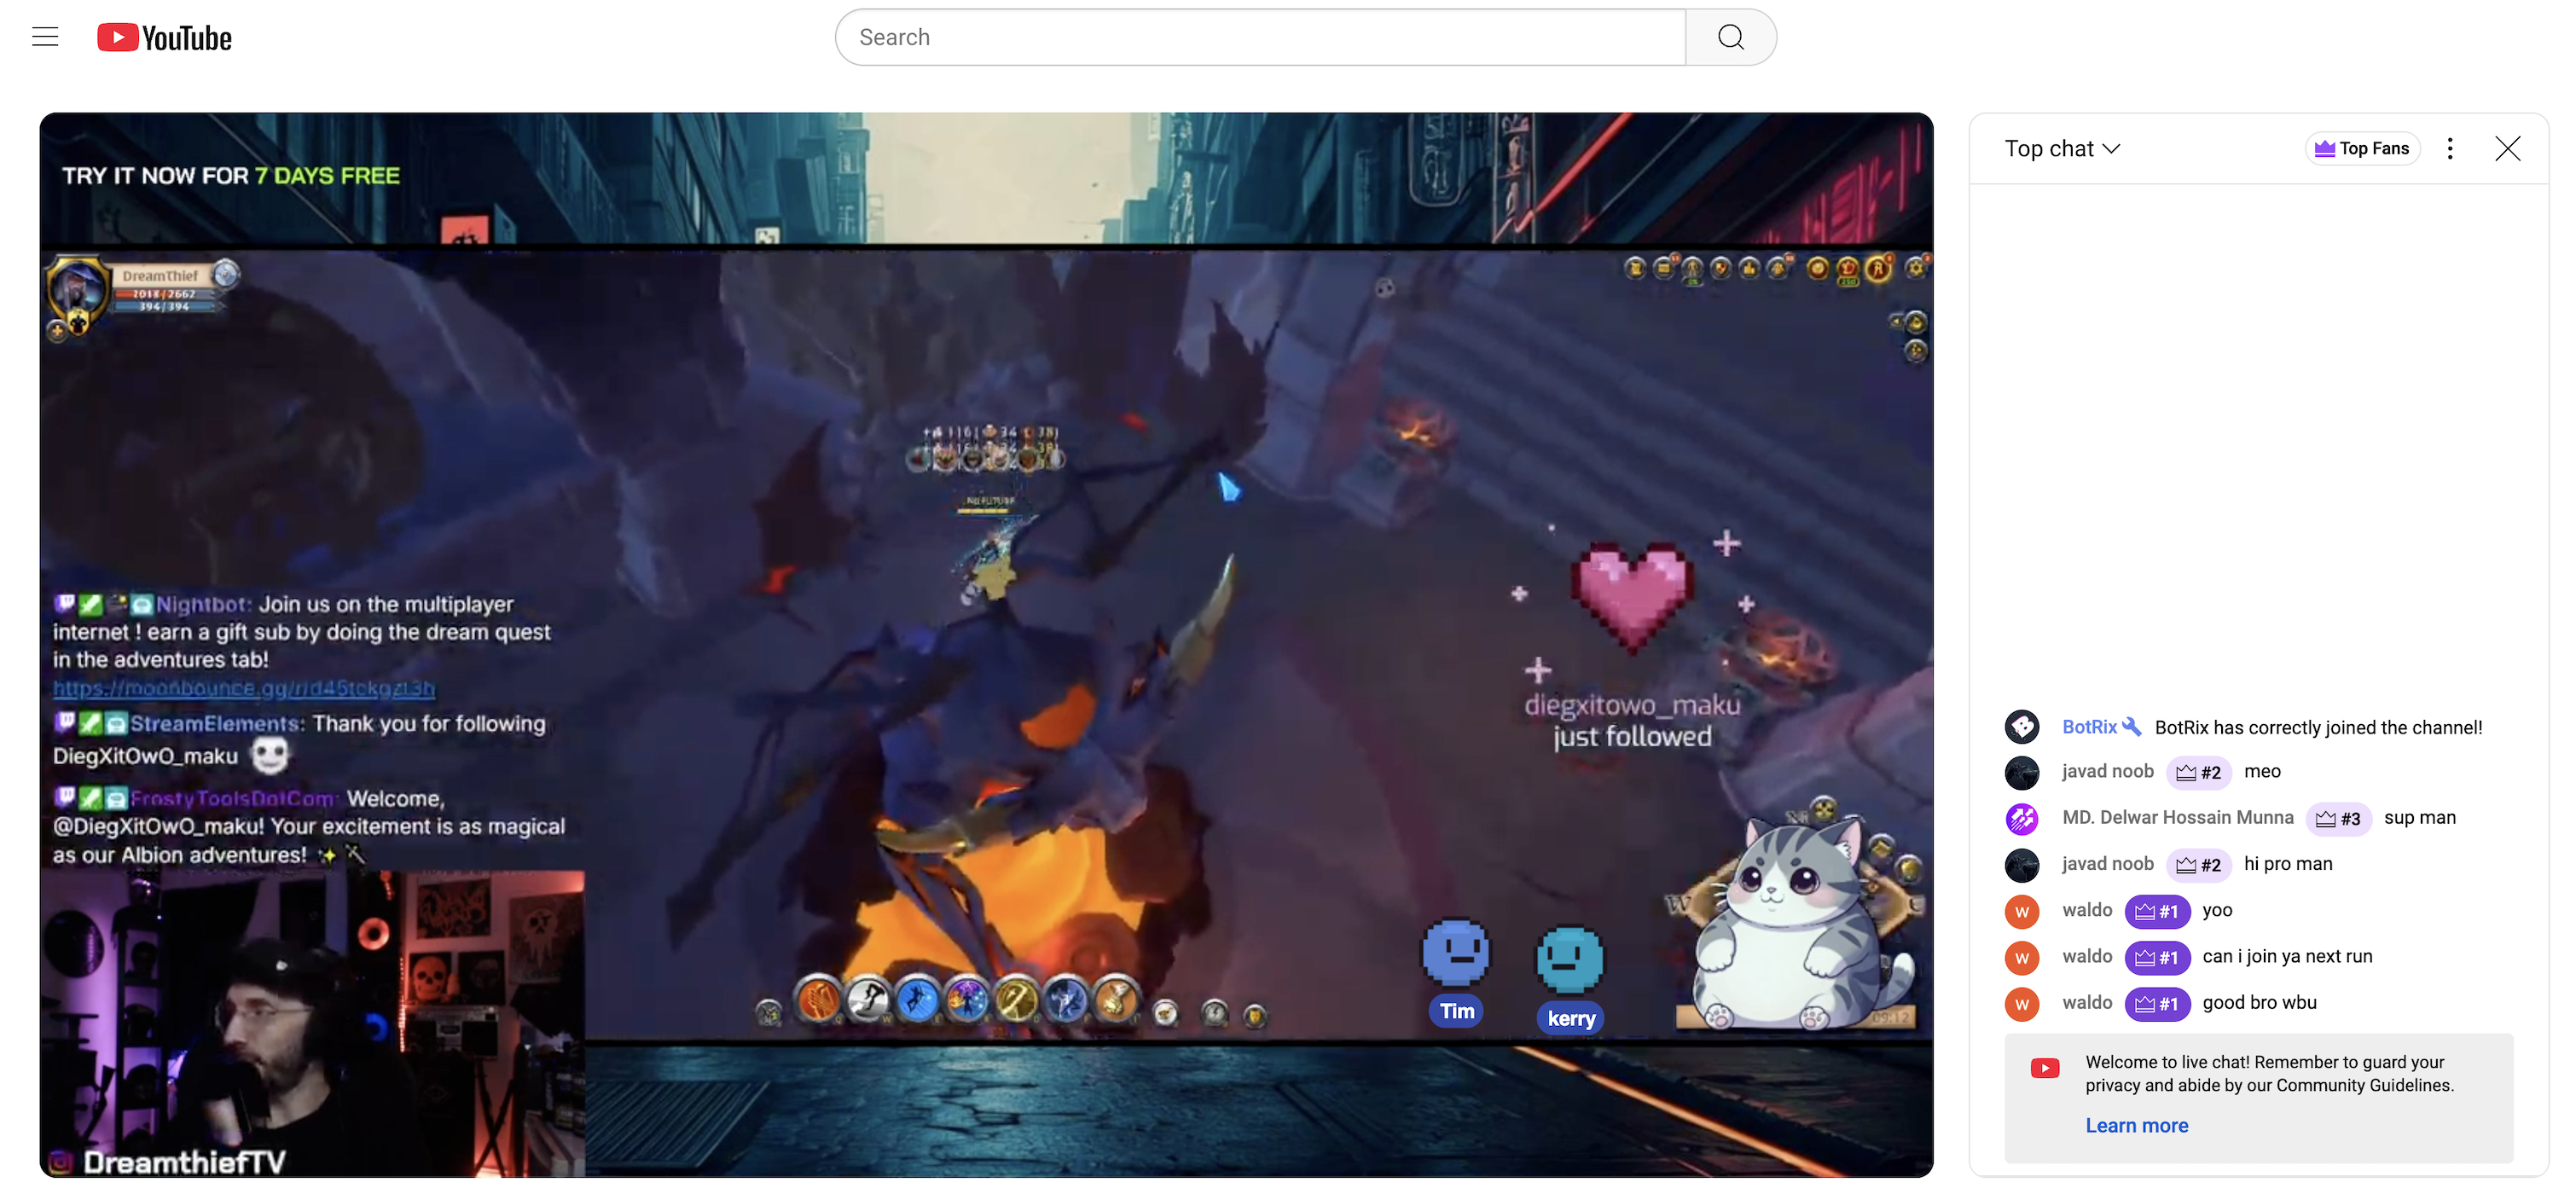 YouTube
Search
TRY IT NOW FOR 7 DAYS FREE
DreamThief
2018/2662
394/394
Nightbot: Join us on the multiplayer
internet ! earn a gift sub by doing the dream quest
in the adventures tab!
StreamElements: Thank you for following
DiegXitOwO_maku
FrostyToolsDotCom: Welcome,
@DiegXitOwO_maku! Your excitement is as magical
as our Albion adventures!
DreamthiefTV
diegxitowo_maku
just followed
Tim
kerry
W
09:12
Top chat
Top Fans
BotRix BotRix has correctly joined the channel!
javad noob #2 meo
MD. Delwar Hossain Munna #3 sup man
javad noob #2 hi pro man
W waldo #1 yoo
W waldo #1 can i join ya next run
W waldo #1 good bro wbu
Welcome to live chat! Remember to guard your
privacy and abide by our Community Guidelines.
Learn more